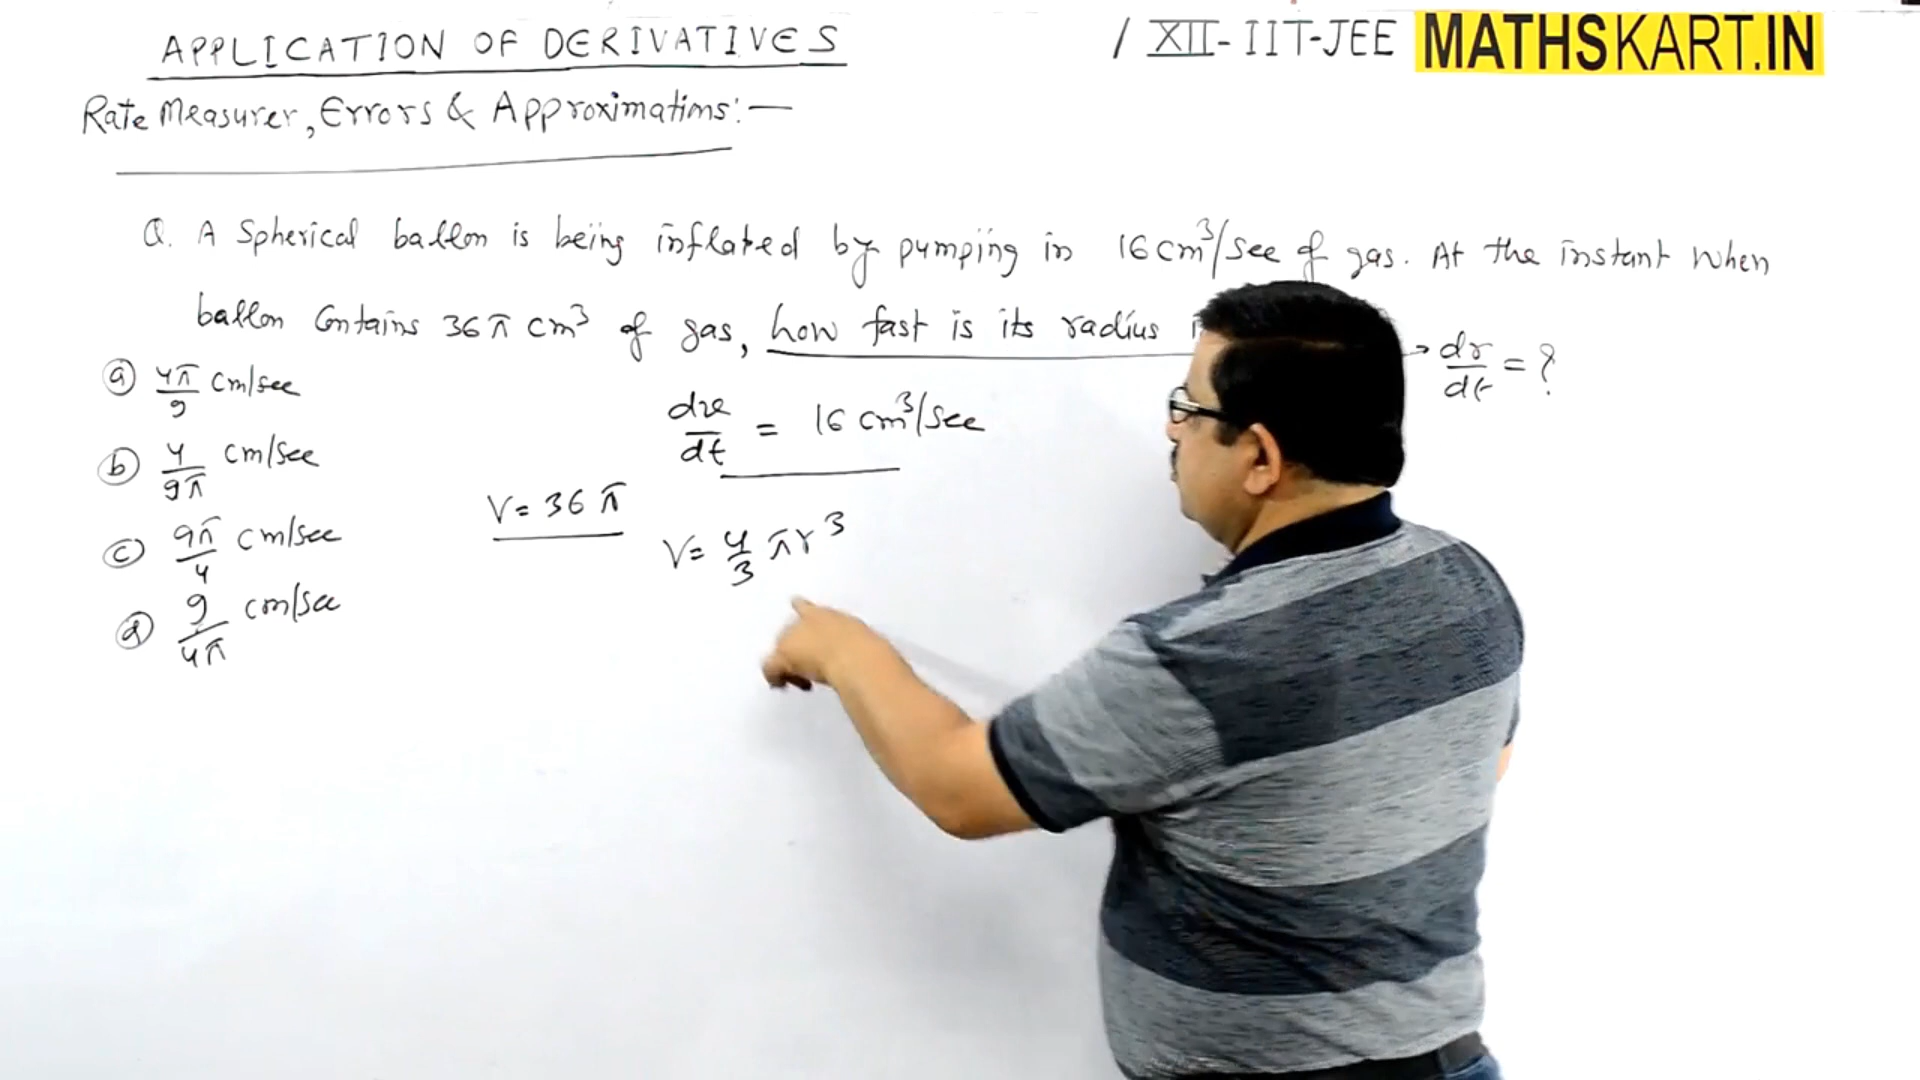 APPLICATION OF DERIVATIVES / XII - IIT-JEE MATHSKART.IN
Rate Measurer, Errors & Approximations:—
Q. A Spherical ballon is being inflated by pumping in 16 cm³/sec of gas. At the instant when
ballon Contains 36π cm³ of gas, how fast is its radius → dr/dt = ?
(a) 4π/9 cm/sec
dv/dt = 16 cm³/sec
(b) 4/9π cm/sec
V = 36π
V = 4/3 πr³
(c) 9π/4 cm/sec
(d) 9/4π cm/sec